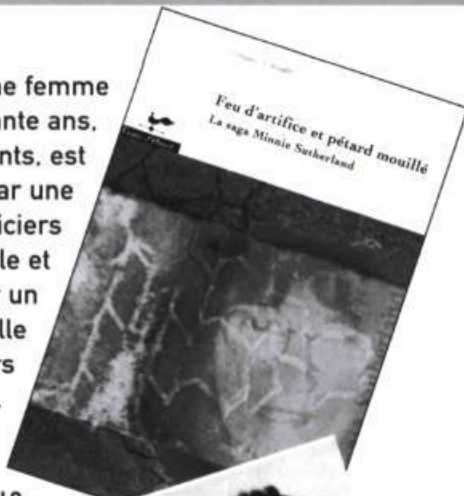 ne femme
ante ans,
nts, est
ar une
iciers
le et
un
lle
rs
Feu d'artifice et pétard mouillé
La saga Minnie Sutherland